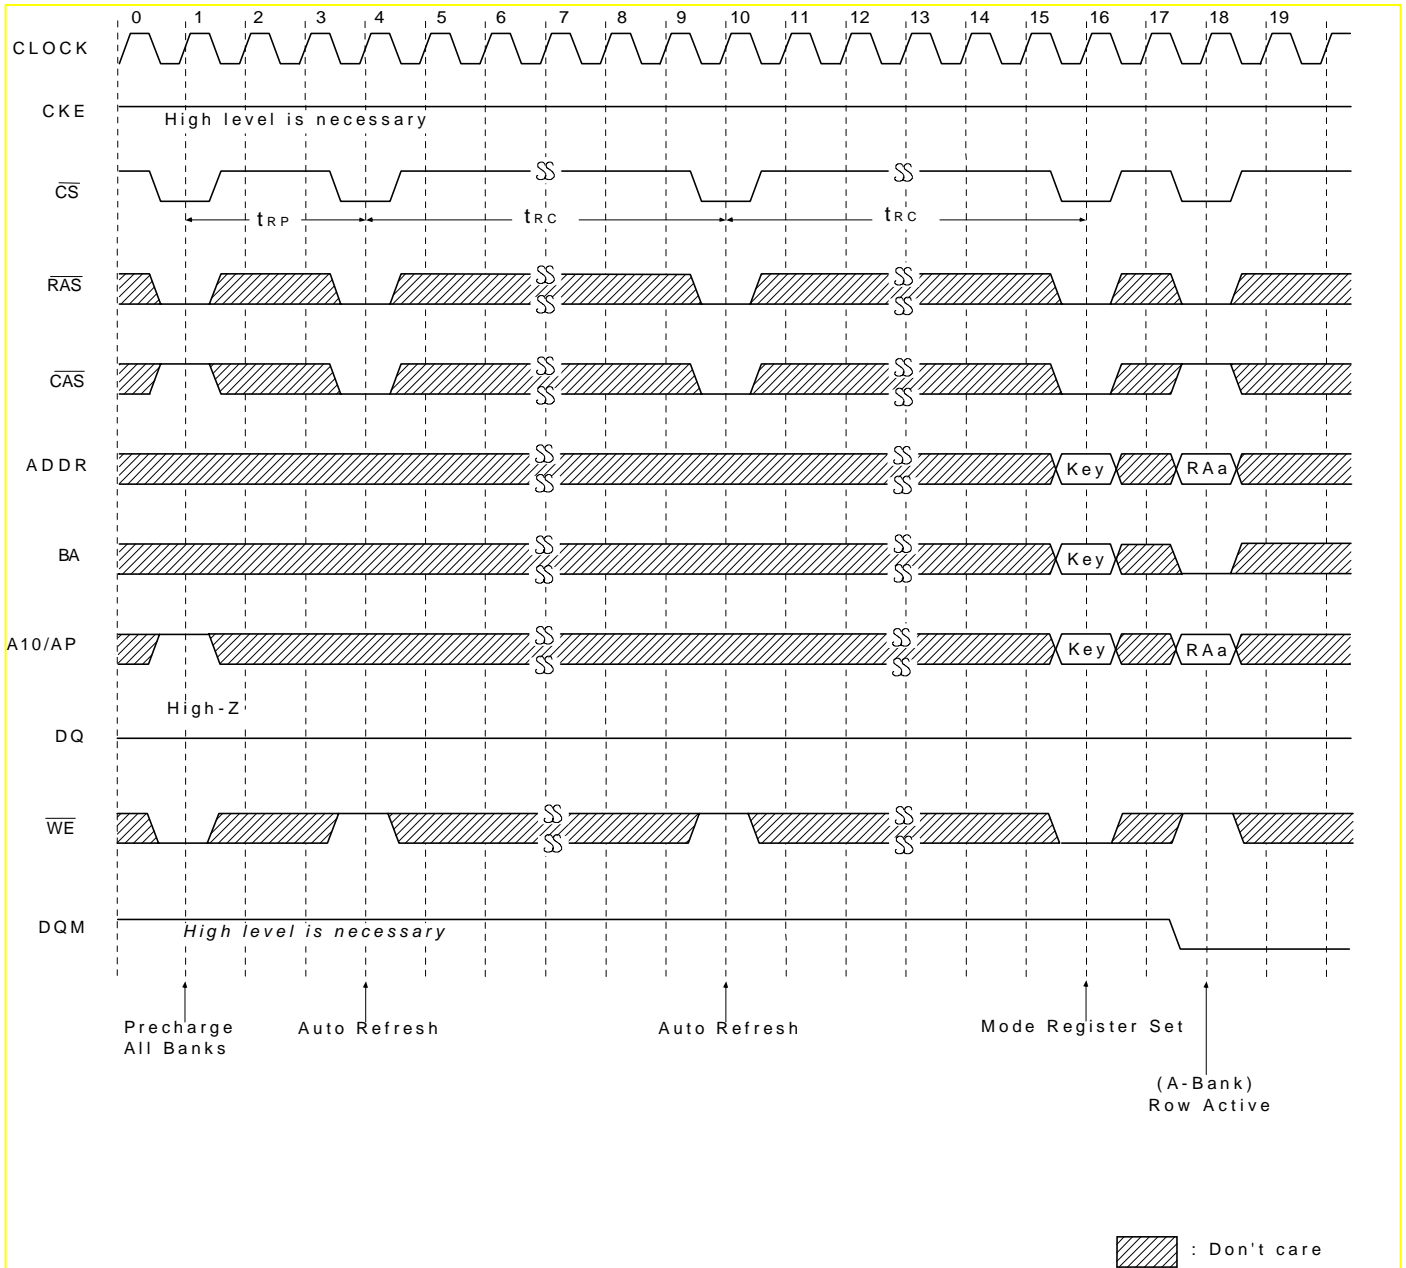 0 1 2 3 4 5 6 7 8 9 10 11 12 13 14 15 16 17 18 19
CLOCK
CKE
High level is necessary
CS
tRP tRC tRC
RAS
CAS
ADDR Key RAa
BA Key
A10/AP Key RAa
High-Z
DQ
WE
DQM
High level is necessary
Precharge
All Banks
Auto Refresh
Auto Refresh
Mode Register Set
(A-Bank)
Row Active
: Don't care